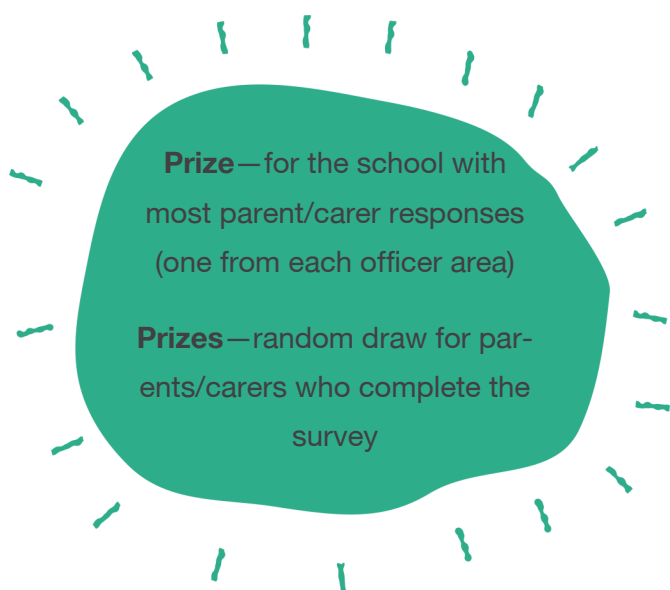 Prize—for the school with
most parent/carer responses
(one from each officer area)
Prizes—random draw for par-
ents/carers who complete the
survey